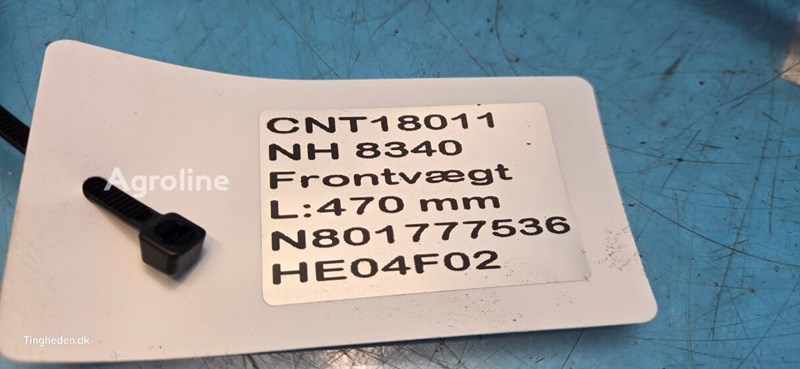 CNT18011
NH 8340
Frontvægt
L:470 mm
N801777536
HE04F02
Agroline
Tingheden.dk